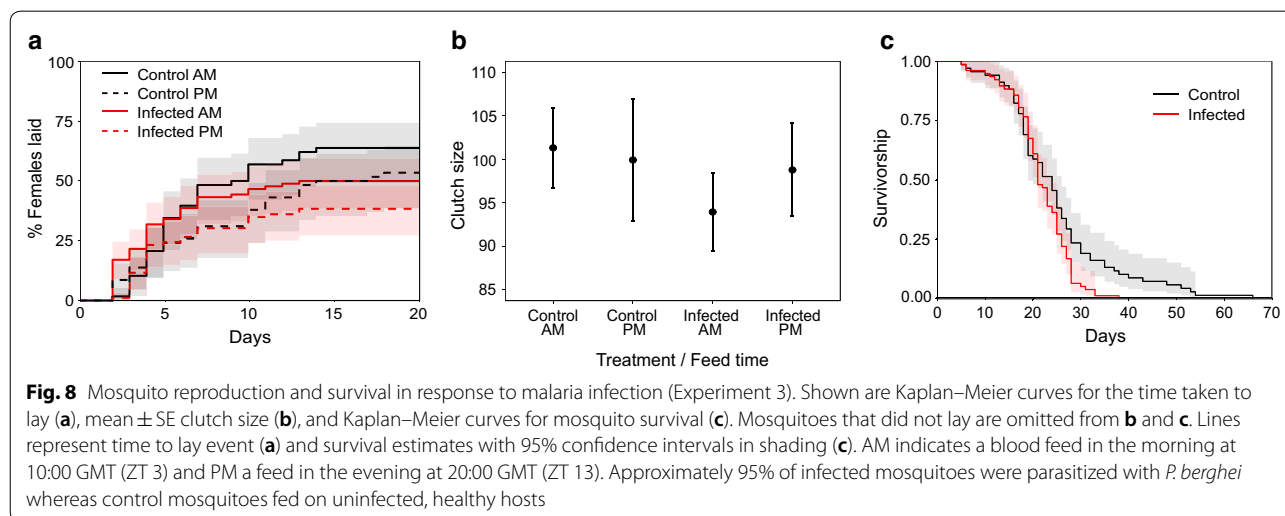 a
100
75
50
25
0
% Females laid
Control AM
Control PM
Infected AM
Infected PM
0 5 10 15 20
Days
b
110
105
100
95
90
85
Clutch size
Control AM
Control PM
Infected AM
Infected PM
Treatment / Feed time
c
1.00
0.75
0.50
0.25
0.00
Survivorship
Control
Infected
0 10 20 30 40 50 60 70
Days
Fig. 8 Mosquito reproduction and survival in response to malaria infection (Experiment 3). Shown are Kaplan–Meier curves for the time taken to
lay (a), mean ± SE clutch size (b), and Kaplan–Meier curves for mosquito survival (c). Mosquitoes that did not lay are omitted from b and c. Lines
represent time to lay event (a) and survival estimates with 95% confidence intervals in shading (c). AM indicates a blood feed in the morning at
10:00 GMT (ZT 3) and PM a feed in the evening at 20:00 GMT (ZT 13). Approximately 95% of infected mosquitoes were parasitized with P. berghei
whereas control mosquitoes fed on uninfected, healthy hosts